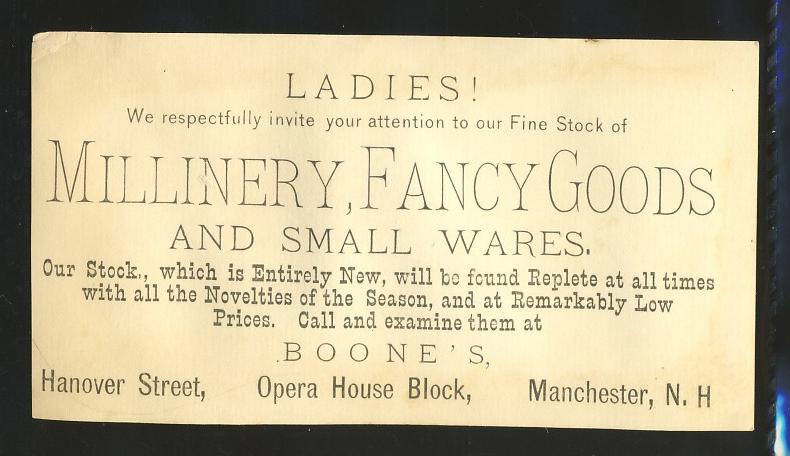 LADIES!
We respectfully invite your attention to our Fine Stock of
MILLINERY, FANCY GOODS
AND SMALL WARES.
Our Stock., which is Entirely New, will be found Replete at all times
with all the Novelties of the Season, and at Remarkably Low
Prices. Call and examine them at
.BOONE'S,
Hanover Street, Opera House Block, Manchester, N. H